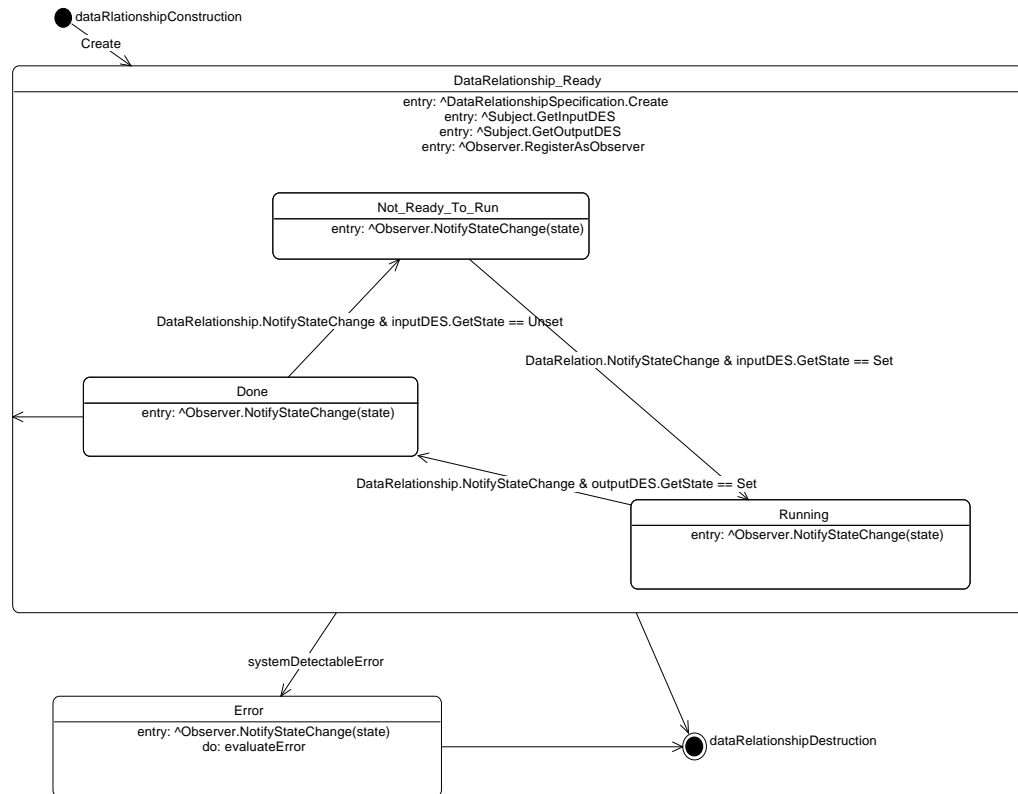 dataRlationshipConstruction
Create
DataRelationship_Ready
entry: ^DataRelationshipSpecification.Create
entry: ^Subject.GetInputDES
entry: ^Subject.GetOutputDES
entry: ^Observer.RegisterAsObserver
Not_Ready_To_Run
entry: ^Observer.NotifyStateChange(state)
DataRelationship.NotifyStateChange & inputDES.GetState == Unset
DataRelation.NotifyStateChange & inputDES.GetState == Set
Done
entry: ^Observer.NotifyStateChange(state)
DataRelationship.NotifyStateChange & outputDES.GetState == Set
Running
entry: ^Observer.NotifyStateChange(state)
systemDetectableError
Error
entry: ^Observer.NotifyStateChange(state)
do: evaluateError
dataRelationshipDestruction